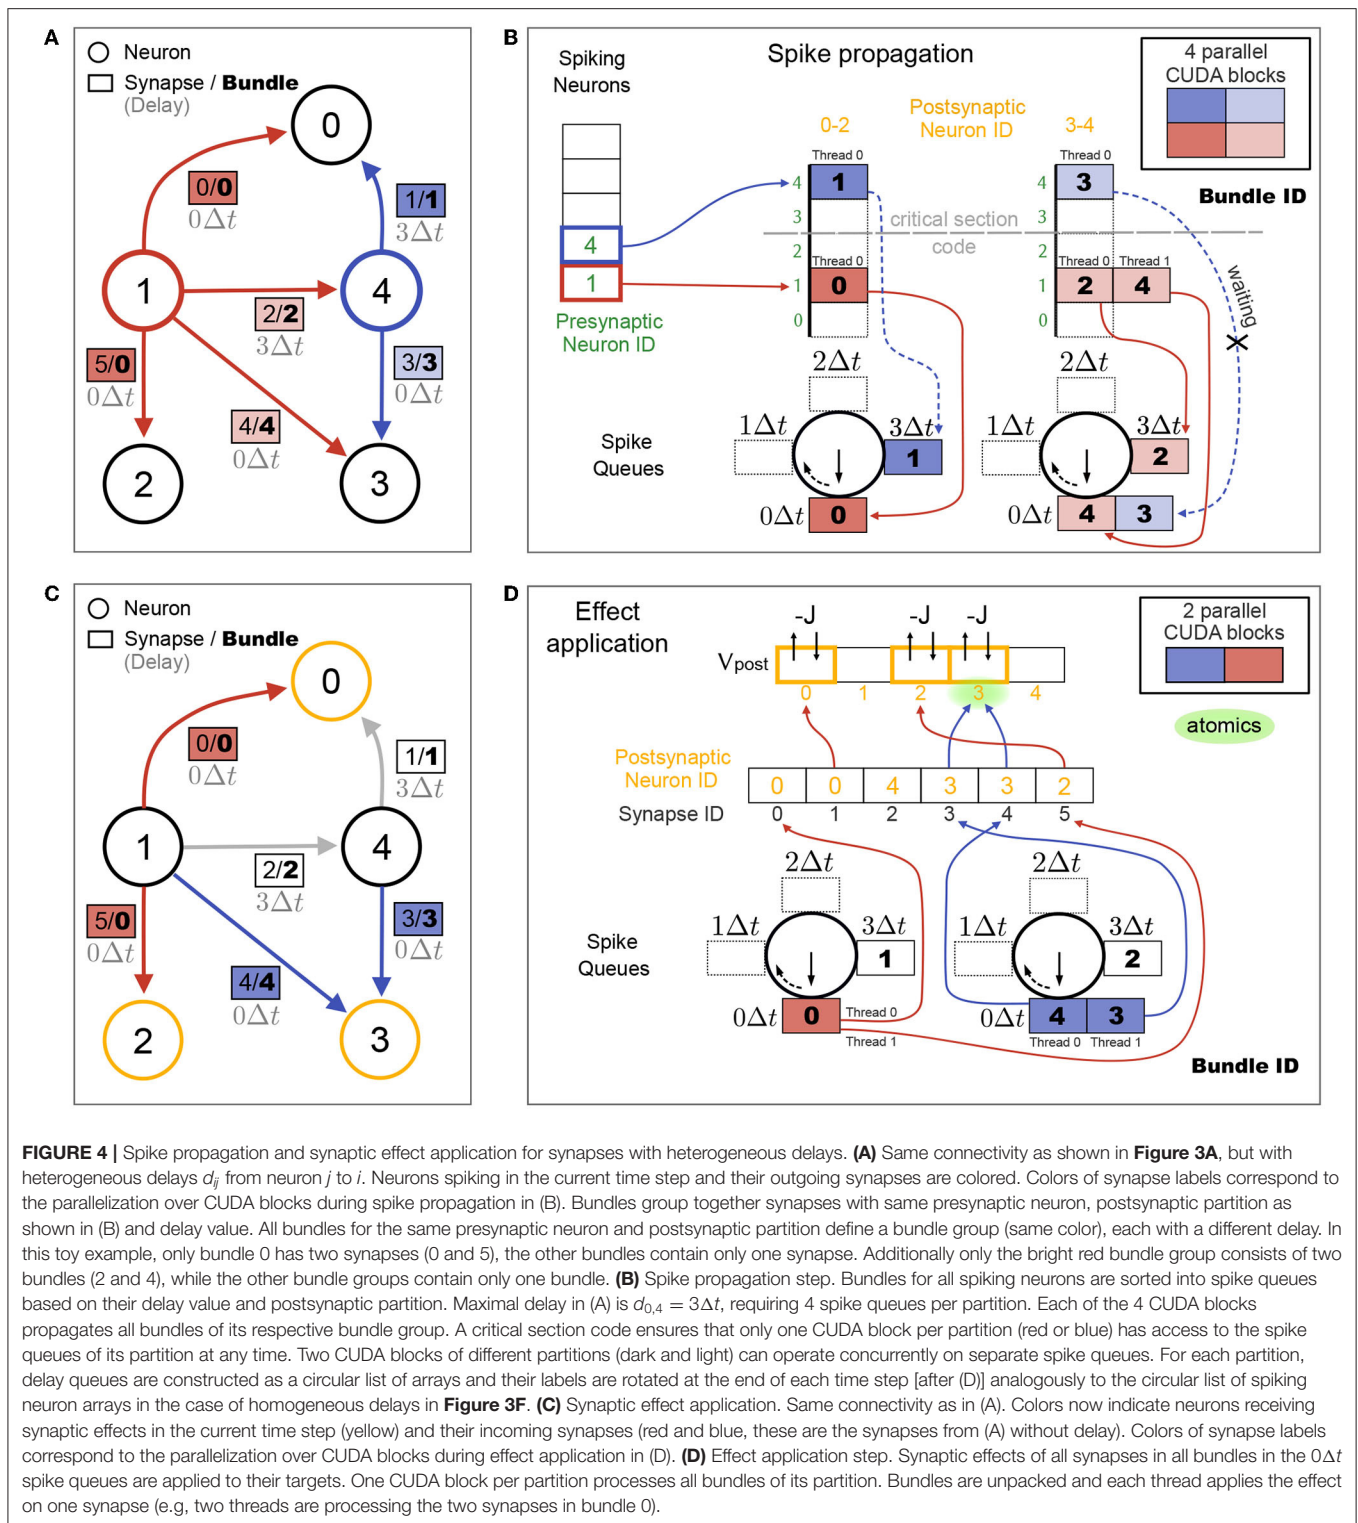 A
Neuron
Synapse / Bundle
(Delay)
0
0/0
0Δt
1/1
3Δt
1
4
2/2
3Δt
5/0
0Δt
3/3
0Δt
4/4
0Δt
2
3
B
Spiking
Neurons
Spike propagation
4 parallel
CUDA blocks
Bundle ID
Postsynaptic
Neuron ID
0-2
3-4
Thread 0
Thread 0
4
1
4
3
3
3
critical section
code
4
2
2
Thread 0
Thread 0
Thread 1
1
1
0
1
2
4
0
0
Presynaptic
Neuron ID
waiting
2Δt
2Δt
1Δt
3Δt
1Δt
3Δt
Spike
Queues
1
2
0Δt
0
0Δt
4
3
C
Neuron
Synapse / Bundle
(Delay)
0
0/0
0Δt
1/1
3Δt
1
4
2/2
3Δt
5/0
0Δt
3/3
0Δt
4/4
0Δt
2
3
D
Effect
application
-J
-J
-J
2 parallel
CUDA blocks
Vpost
0
1
2
3
4
atomics
Postsynaptic
Neuron ID
0
0
4
3
3
2
Synapse ID
0
1
2
3
4
5
2Δt
2Δt
1Δt
3Δt
1Δt
3Δt
Spike
Queues
1
2
0Δt
0
Thread 0
Thread 1
0Δt
4
3
Thread 0
Thread 1
Bundle ID
FIGURE 4 | Spike propagation and synaptic effect application for synapses with heterogeneous delays. (A) Same connectivity as shown in Figure 3A, but with
heterogeneous delays dij from neuron j to i. Neurons spiking in the current time step and their outgoing synapses are colored. Colors of synapse labels correspond to
the parallelization over CUDA blocks during spike propagation in (B). Bundles group together synapses with same presynaptic neuron, postsynaptic partition as
shown in (B) and delay value. All bundles for the same presynaptic neuron and postsynaptic partition define a bundle group (same color), each with a different delay. In
this toy example, only bundle 0 has two synapses (0 and 5), the other bundles contain only one synapse. Additionally only the bright red bundle group consists of two
bundles (2 and 4), while the other bundle groups contain only one bundle. (B) Spike propagation step. Bundles for all spiking neurons are sorted into spike queues
based on their delay value and postsynaptic partition. Maximal delay in (A) is d0,4 = 3Δt, requiring 4 spike queues per partition. Each of the 4 CUDA blocks
propagates all bundles of its respective bundle group. A critical section code ensures that only one CUDA block per partition (red or blue) has access to the spike
queues of its partition at any time. Two CUDA blocks of different partitions (dark and light) can operate concurrently on separate spike queues. For each partition,
delay queues are constructed as a circular list of arrays and their labels are rotated at the end of each time step [after (D)] analogously to the circular list of spiking
neuron arrays in the case of homogeneous delays in Figure 3F. (C) Synaptic effect application. Same connectivity as in (A). Colors now indicate neurons receiving
synaptic effects in the current time step (yellow) and their incoming synapses (red and blue, these are the synapses from (A) without delay). Colors of synapse labels
correspond to the parallelization over CUDA blocks during effect application in (D). (D) Effect application step. Synaptic effects of all synapses in all bundles in the 0Δt
spike queues are applied to their targets. One CUDA block per partition processes all bundles of its partition. Bundles are unpacked and each thread applies the effect
on one synapse (e.g, two threads are processing the two synapses in bundle 0).